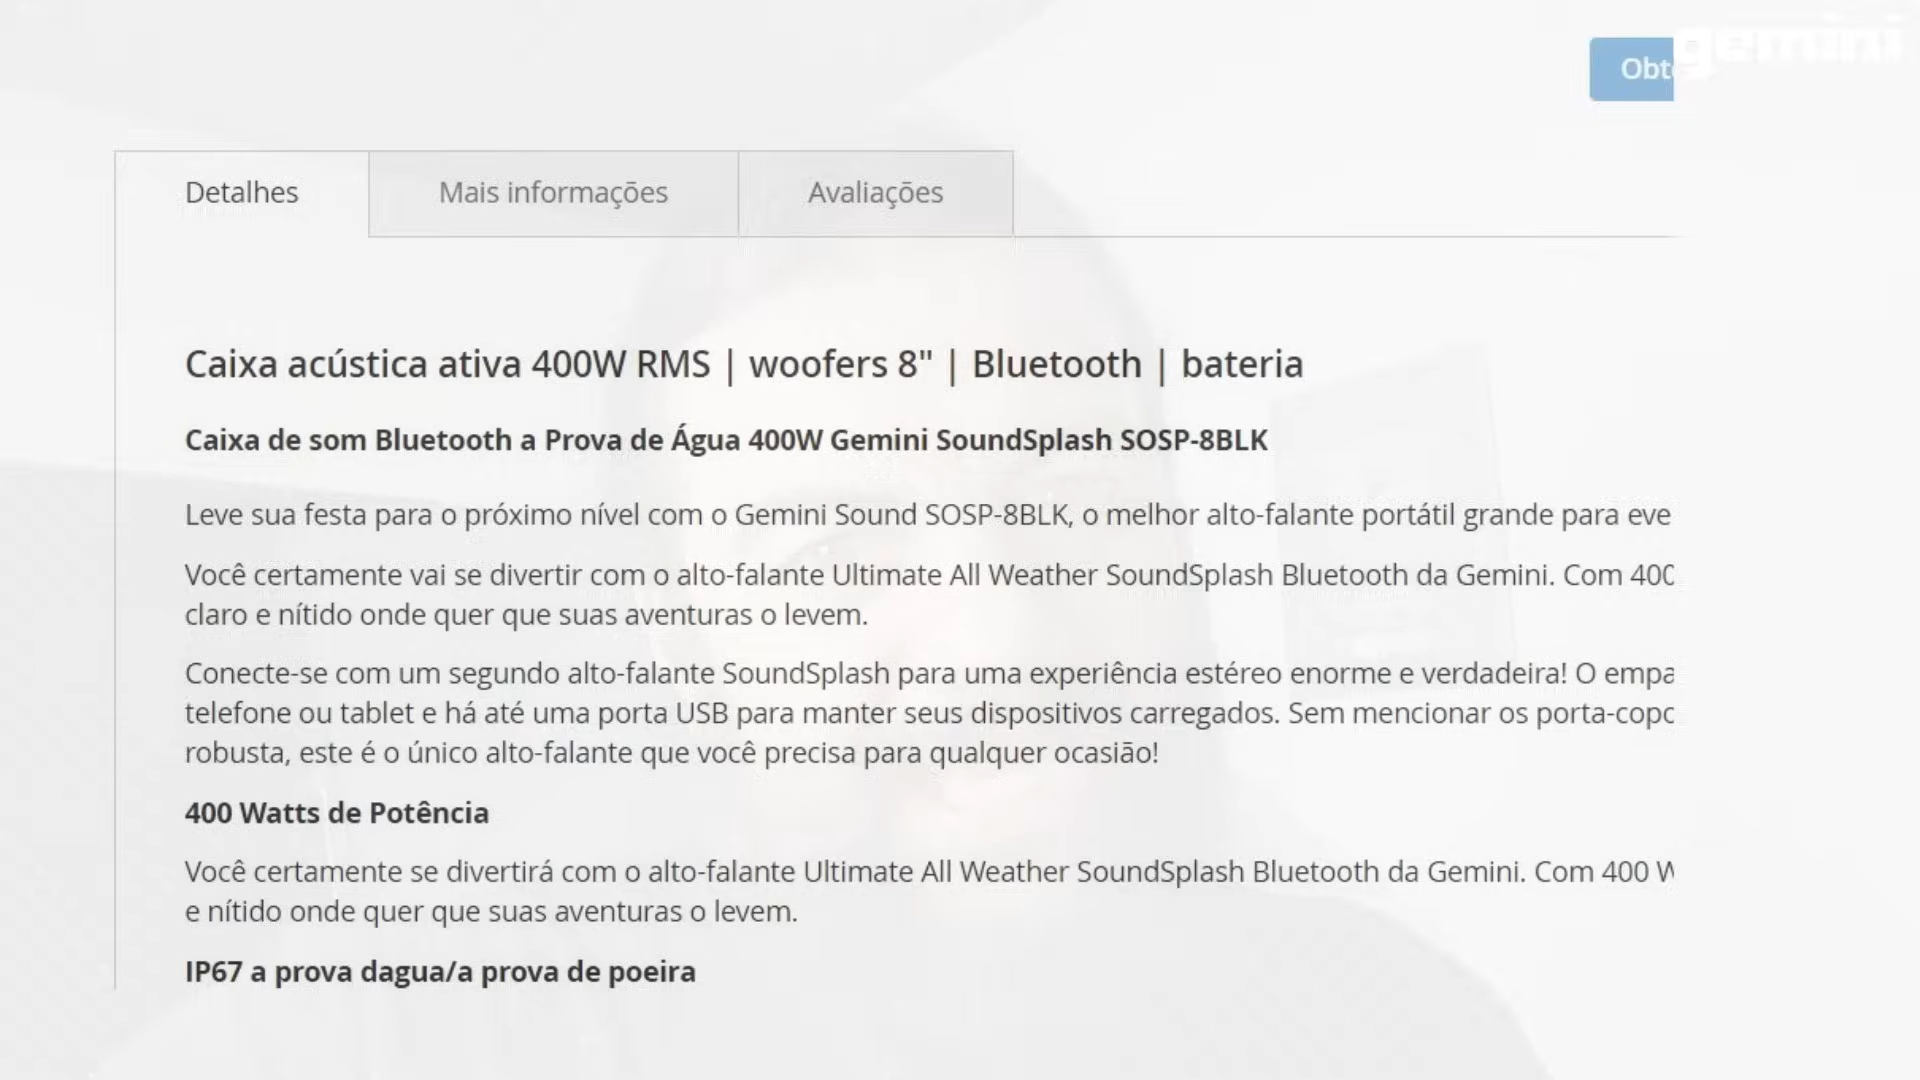 gemini
Detalhes
Mais informações
Avaliações
Caixa acústica ativa 400W RMS | woofers 8" | Bluetooth | bateria
Caixa de som Bluetooth a Prova de Água 400W Gemini SoundSplash SOSP-8BLK
Leve sua festa para o próximo nível com o Gemini Sound SOSP-8BLK, o melhor alto-falante portátil grande para
Você certamente vai se divertir com o alto-falante Ultimate All Weather SoundSplash Bluetooth da Gemini. Com
claro e nítido onde quer que suas aventuras o levem.
Conecte-se com um segundo alto-falante SoundSplash para uma experiência estéreo enorme e verdadeira! O
telefone ou tablet e há até uma porta USB para manter seus dispositivos carregados. Sem mencionar os
robusta, este é o único alto-falante que você precisa para qualquer ocasião!
400 Watts de Potência
Você certamente se divertirá com o alto-falante Ultimate All Weather SoundSplash Bluetooth da Gemini. Com 400
e nítido onde quer que suas aventuras o levem.
IP67 a prova dagua/a prova de poeira